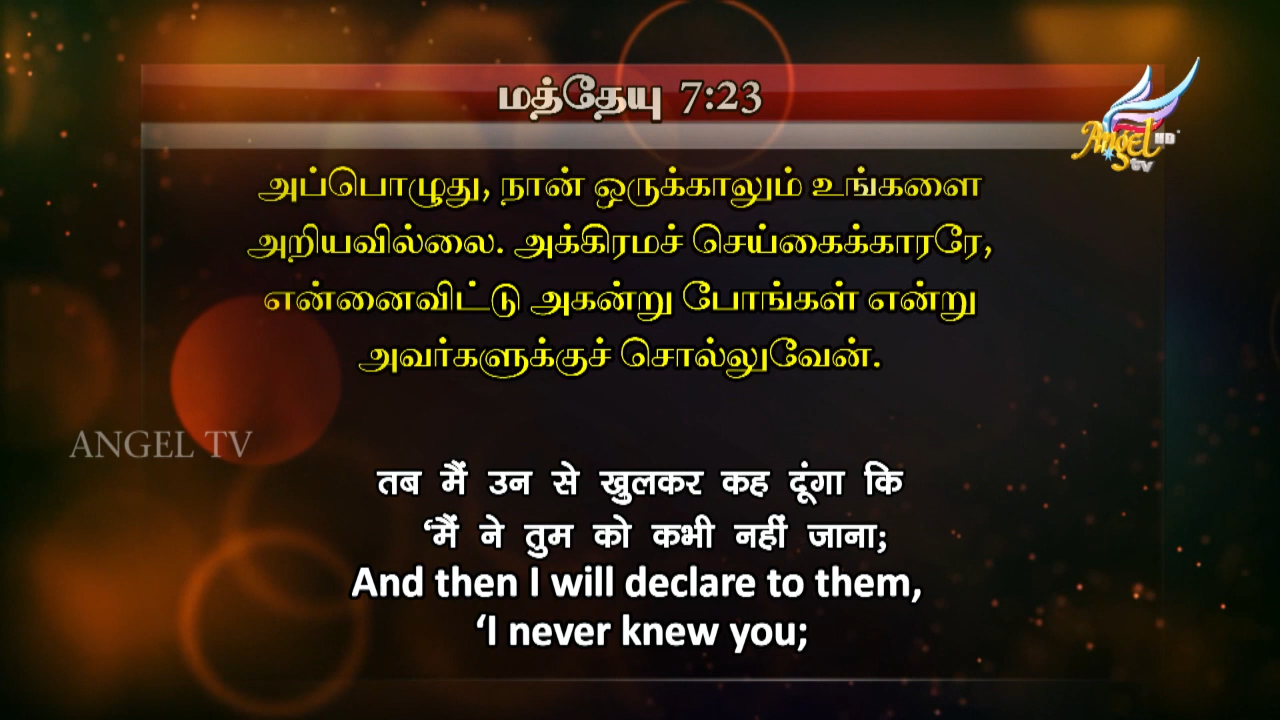 மத்தேயு 7:23
Angel HD
tv
அப்பொழுது, நான் ஒருக்காலும் உங்களை
அறியவில்லை. அக்கிரமச் செய்கைக்காரரே,
என்னைவிட்டு அகன்று போங்கள் என்று
அவர்களுக்குச் சொல்லுவேன்.
ANGEL TV
तब मैं उन से खुलकर कह दूंगा कि
‘मैं ने तुम को कभी नहीं जाना;
And then I will declare to them,
‘I never knew you;